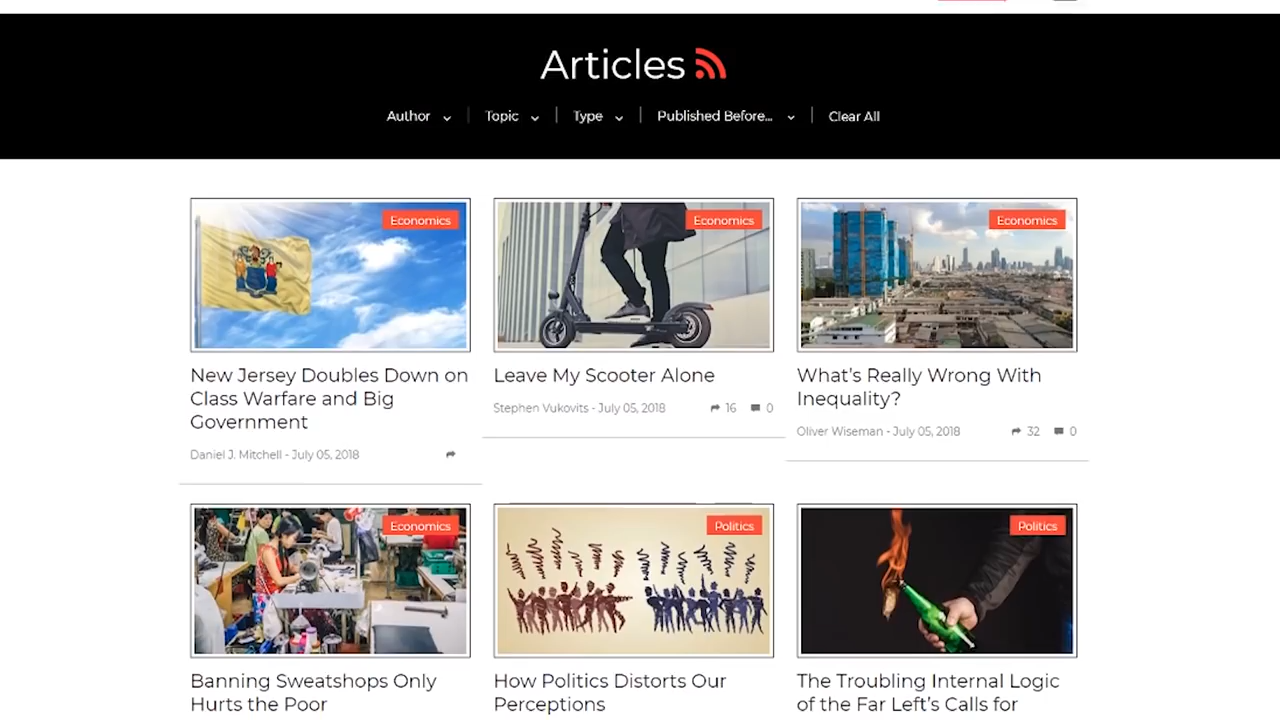 Articles
Author
Topic
Type
Published Before...
Clear All
Economics
Economics
Economics
New Jersey Doubles Down on
Class Warfare and Big
Government
Daniel J. Mitchell - July 05, 2018
Leave My Scooter Alone
Stephen Vukovits - July 05, 2018
16
0
What's Really Wrong With
Inequality?
Oliver Wiseman - July 05, 2018
32
0
Economics
Politics
Politics
Banning Sweatshops Only
Hurts the Poor
How Politics Distorts Our
Perceptions
The Troubling Internal Logic
of the Far Left's Calls for